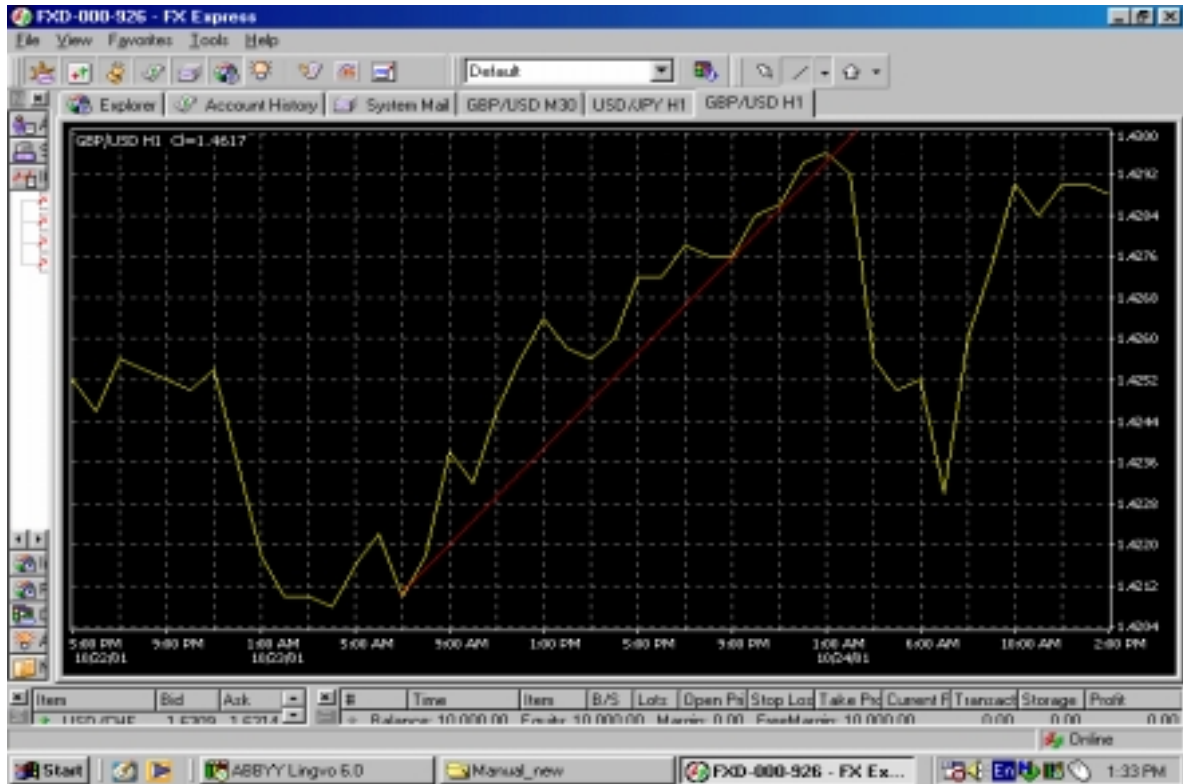 FXD-000-926 - FX Express
File View Favorites Tools Help
Default
Explorer Account History System Mail GBP/USD M30 USD/JPY H1 GBP/USD H1
GBP/USD H1 Cl=1.4617
1.4300
1.4292
1.4284
1.4276
1.4268
1.4260
1.4252
1.4244
1.4236
1.4228
1.4220
1.4212
1.4204
5:00 PM 9:00 PM 1:00 AM 5:00 AM 9:00 AM 1:00 PM 5:00 PM 9:00 PM 1:00 AM 6:00 AM 10:00 AM 2:00 PM
10/22/01 10/23/01 10/24/01
Item Bid Ask # Time Item B/S Lots Open Pri Stop Los Take Pro Current P Transact Storage Profit
USD/CHF Balance: 10 000.00 Equity: 10 000.00 Margin: 0.00 FreeMargin: 10 000.00 0.00 0.00 0.00
Online
Start ABBYY Lingvo 6.0 Manual_new FXD-000-926 - FX Ex... En 1:33 PM